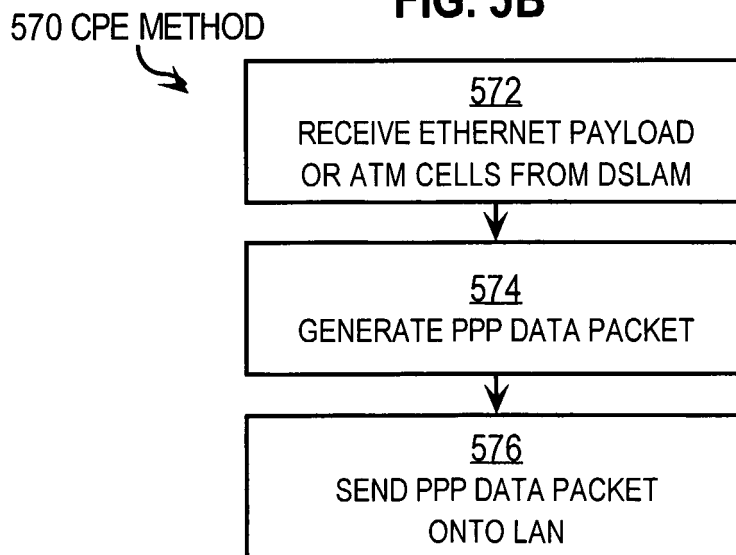 FIG. 5B
570 CPE METHOD
572
RECEIVE ETHERNET PAYLOAD
OR ATM CELLS FROM DSLAM
574
GENERATE PPP DATA PACKET
576
SEND PPP DATA PACKET
ONTO LAN